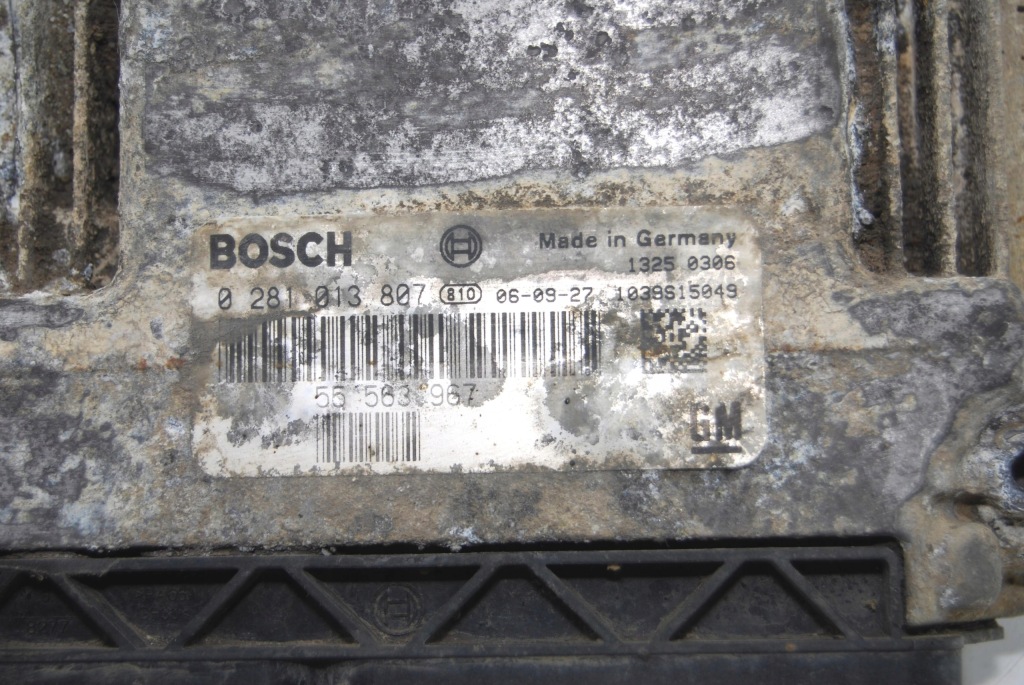 BOSCH
Made in Germany
1325 0306
0 281 013 807 810 06-09-27 1039S15049
55 563 967
GM